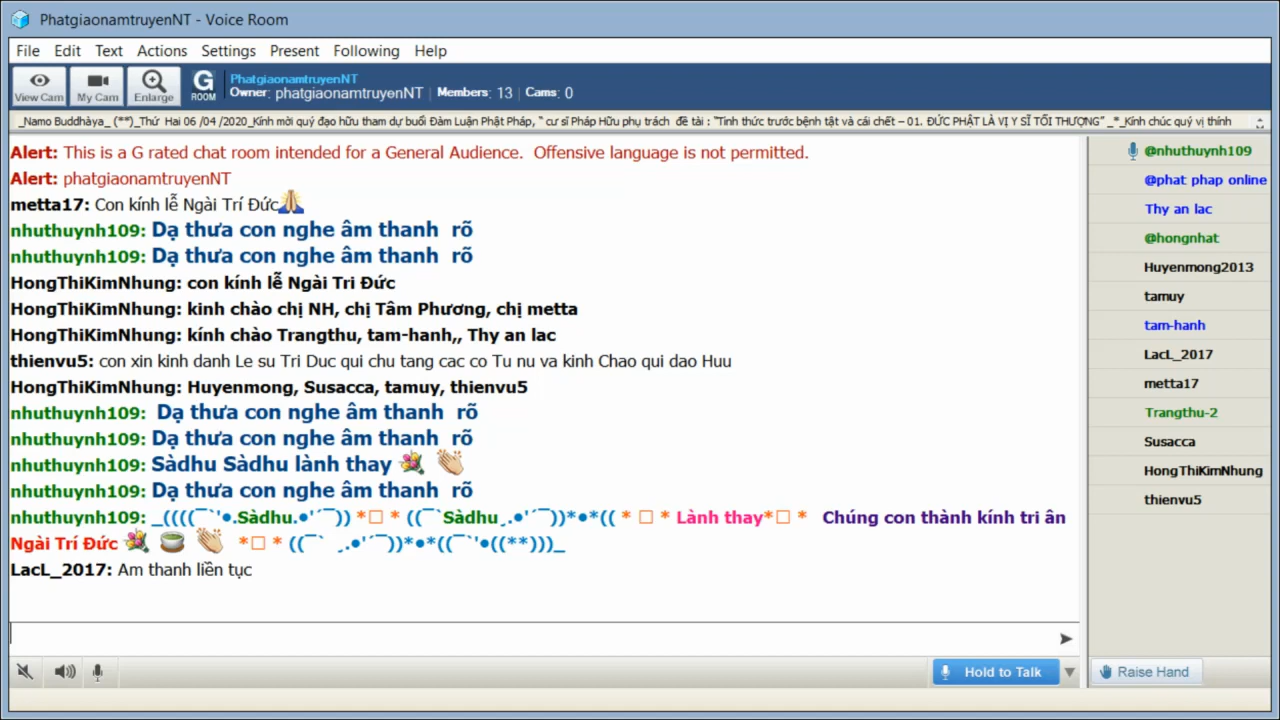 PhatgiaonamtruyenNT - Voice Room
File Edit Text Actions Settings Present Following Help
View Cam My Cam Enlarge G ROOM PhatgiaonamtruyenNT
Owner: phatgiaonamtruyenNT Members: 13 Cams: 0
_Namo Buddhàya_ (**)_Thứ Hai 06 /04 /2020_Kính mời quý đạo hữu tham dự buổi Đàm Luận Phật Pháp, “ cư sĩ Pháp Hữu phụ trách đề tài : “Tỉnh thức trước bệnh tật và cái chết – 01. ĐỨC PHẬT LÀ VỊ Y SĨ TỐI THƯỢNG” _*_Kính chúc quý vị thính
Alert: This is a G rated chat room intended for a General Audience. Offensive language is not permitted.
Alert: phatgiaonamtruyenNT
metta17: Con kính lễ Ngài Trí Đức🙏
nhuthuynh109: Dạ thưa con nghe âm thanh rõ
nhuthuynh109: Dạ thưa con nghe âm thanh rõ
HongThiKimNhung: con kính lễ Ngài Tri Đức
HongThiKimNhung: kinh chào chị NH, chị Tâm Phương, chị metta
HongThiKimNhung: kính chào Trangthu, tam-hanh,, Thy an lac
thienvu5: con xin kinh danh Le su Tri Duc qui chu tang cac co Tu nu va kinh Chao qui dao Huu
HongThiKimNhung: Huyenmong, Susacca, tamuy, thienvu5
nhuthuynh109: Dạ thưa con nghe âm thanh rõ
nhuthuynh109: Dạ thưa con nghe âm thanh rõ
nhuthuynh109: Sàdhu Sàdhu lành thay 💐 👏
nhuthuynh109: Dạ thưa con nghe âm thanh rõ
nhuthuynh109: _((((¯`'●.Sàdhu.●'´¯)) *□ * ((¯`Sàdhu¸.●'´¯))*●*(( * □ * Lành thay*□ * Chúng con thành kính tri ân
Ngài Trí Đức 💐 🍵 👏 *□ * ((¯` ¸.●'´¯))*●*((¯`'●((**)))_
LacL_2017: Am thanh liền tục
@nhuthuynh109
@phat phap online
Thy an lac
@hongnhat
Huyenmong2013
tamuy
tam-hanh
LacL_2017
metta17
Trangthu-2
Susacca
HongThiKimNhung
thienvu5
Hold to Talk
Raise Hand